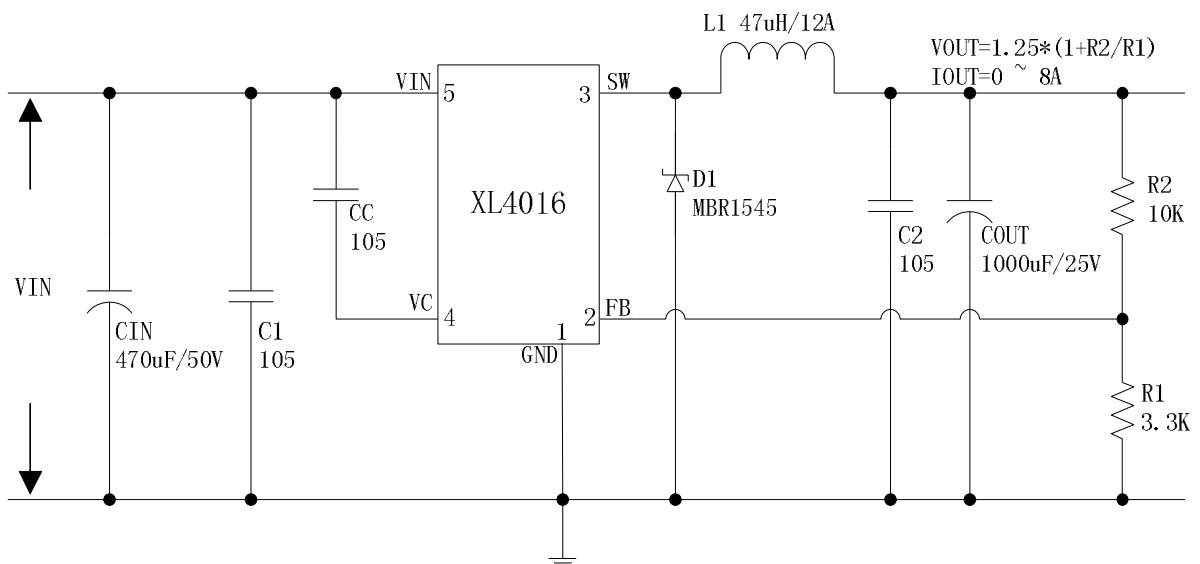 L1 47uH/12A
VOUT=1.25*(1+R2/R1)
IOUT=0 ~ 8A
VIN
5
3
SW
XL4016
CC
105
D1
MBR1545
R2
10K
C2
105
COUT
1000uF/25V
VIN
VC
4
2
FB
1
GND
CIN
470uF/50V
C1
105
R1
3.3K